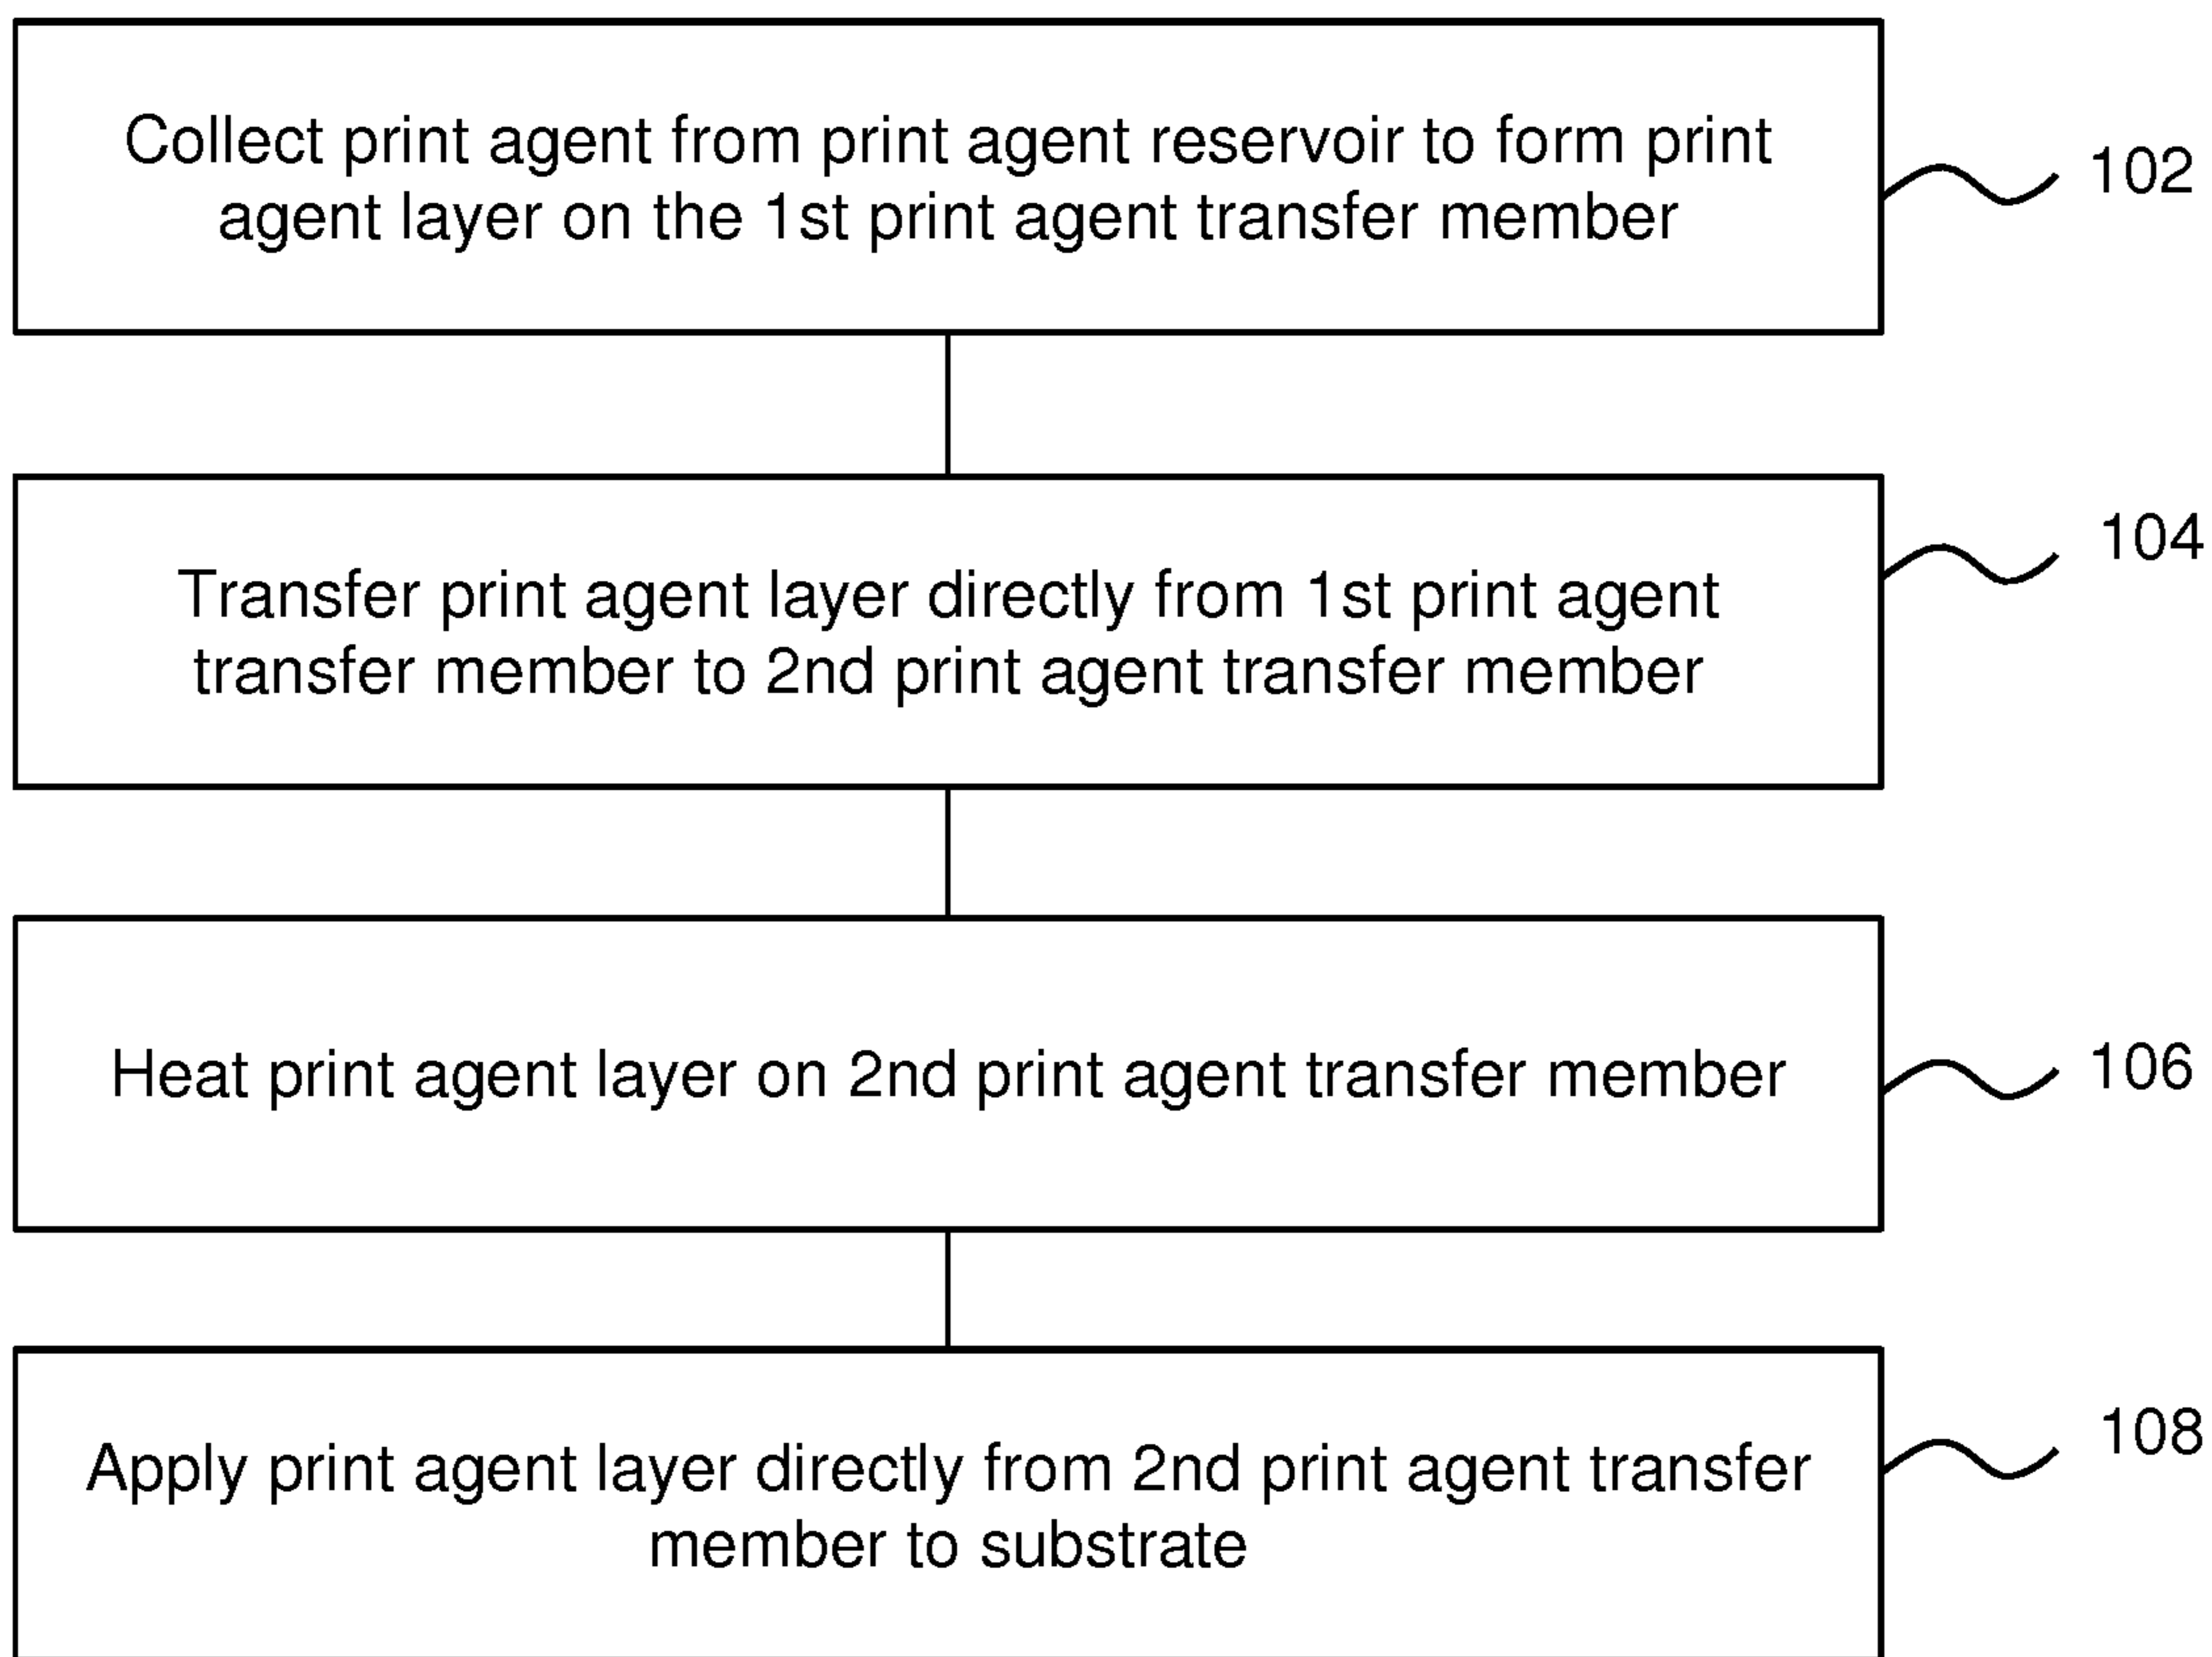 Collect print agent from print agent reservoir to form print
agent layer on the 1st print agent transfer member
102
Transfer print agent layer directly from 1st print agent
transfer member to 2nd print agent transfer member
104
Heat print agent layer on 2nd print agent transfer member
106
Apply print agent layer directly from 2nd print agent transfer
member to substrate
108